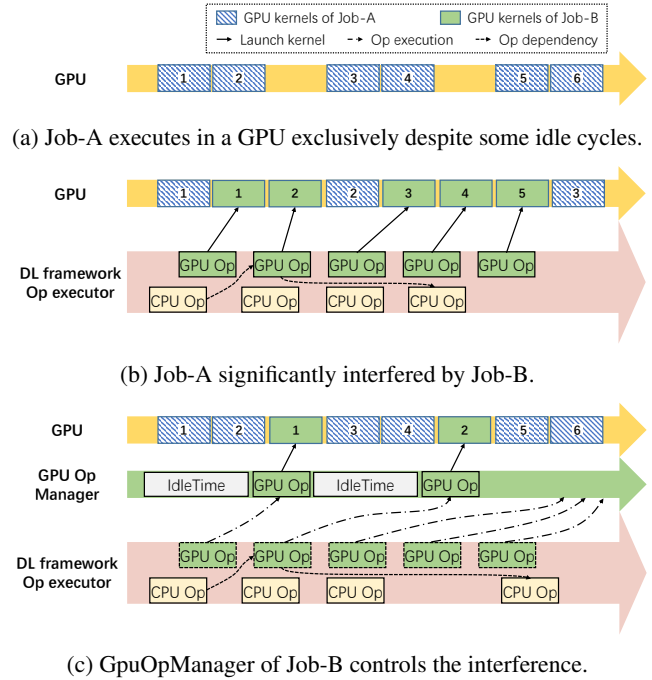 GPU kernels of Job-A GPU kernels of Job-B
Launch kernel Op execution Op dependency
GPU 1 2 3 4 5 6
(a) Job-A executes in a GPU exclusively despite some idle cycles.
GPU 1 1 2 2 3 4 5 3
DL framework
Op executor
GPU Op GPU Op GPU Op GPU Op GPU Op
CPU Op CPU Op CPU Op CPU Op
(b) Job-A significantly interfered by Job-B.
GPU 1 2 1 3 4 2 5 6
GPU Op
Manager
IdleTime GPU Op IdleTime GPU Op
DL framework
Op executor
GPU Op GPU Op GPU Op GPU Op GPU Op
CPU Op CPU Op CPU Op CPU Op
(c) GpuOpManager of Job-B controls the interference.